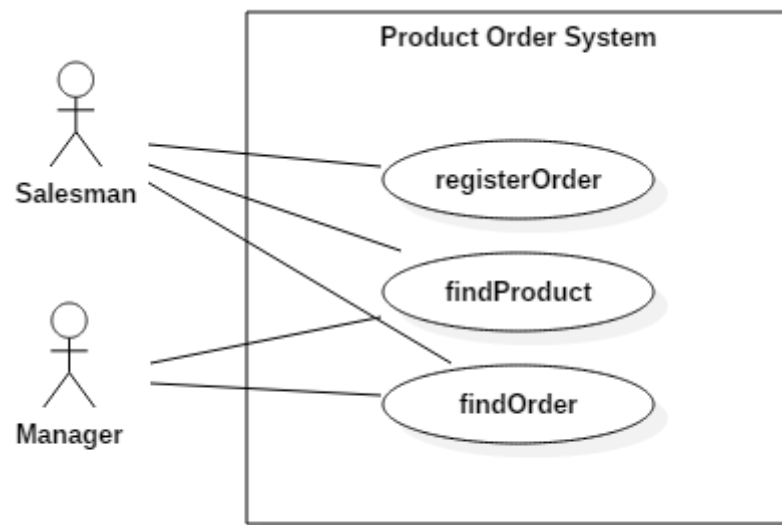 Product Order System
Salesman
registerOrder
findProduct
Manager
findOrder